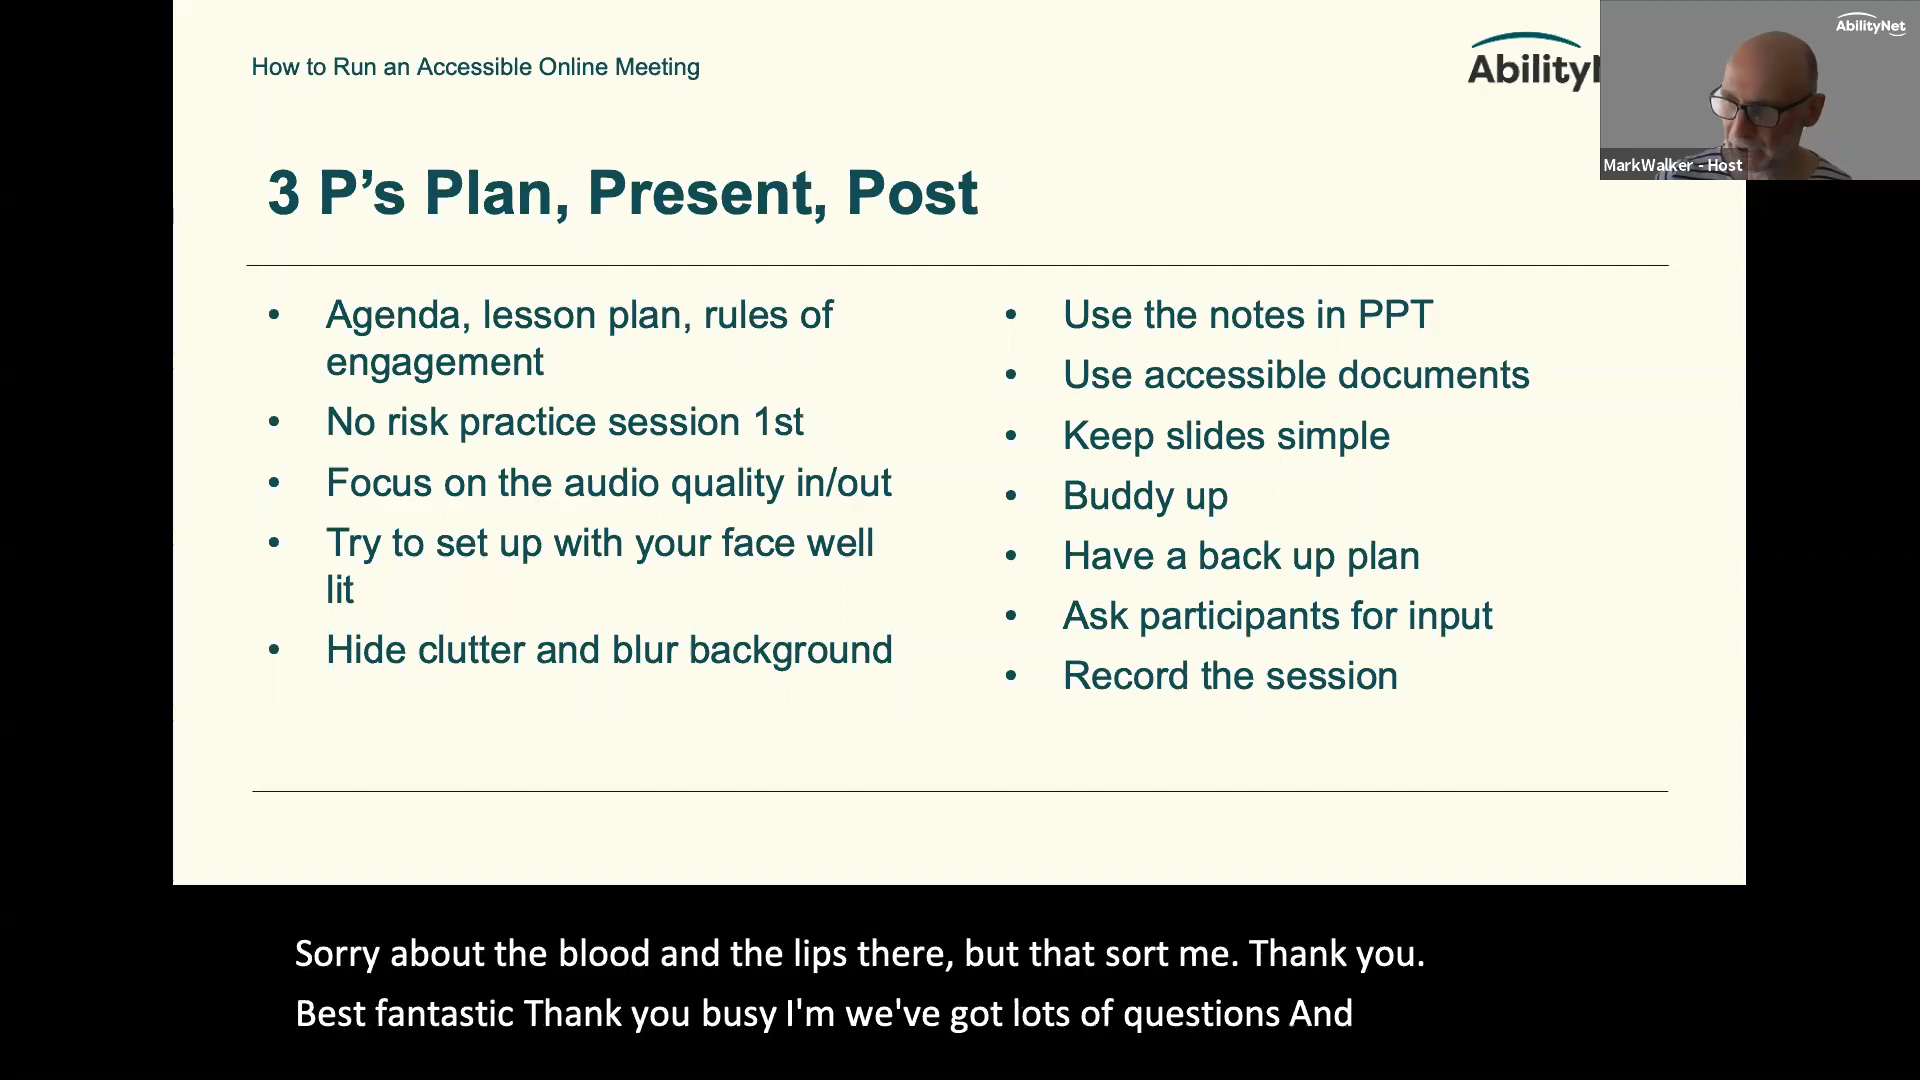 How to Run an Accessible Online Meeting
AbilityN
AbilityNet
MarkWalker - Host
3 P’s Plan, Present, Post
• Agenda, lesson plan, rules of
engagement
• No risk practice session 1st
• Focus on the audio quality in/out
• Try to set up with your face well
lit
• Hide clutter and blur background
• Use the notes in PPT
• Use accessible documents
• Keep slides simple
• Buddy up
• Have a back up plan
• Ask participants for input
• Record the session
Sorry about the blood and the lips there, but that sort me. Thank you.
Best fantastic Thank you busy I'm we've got lots of questions And